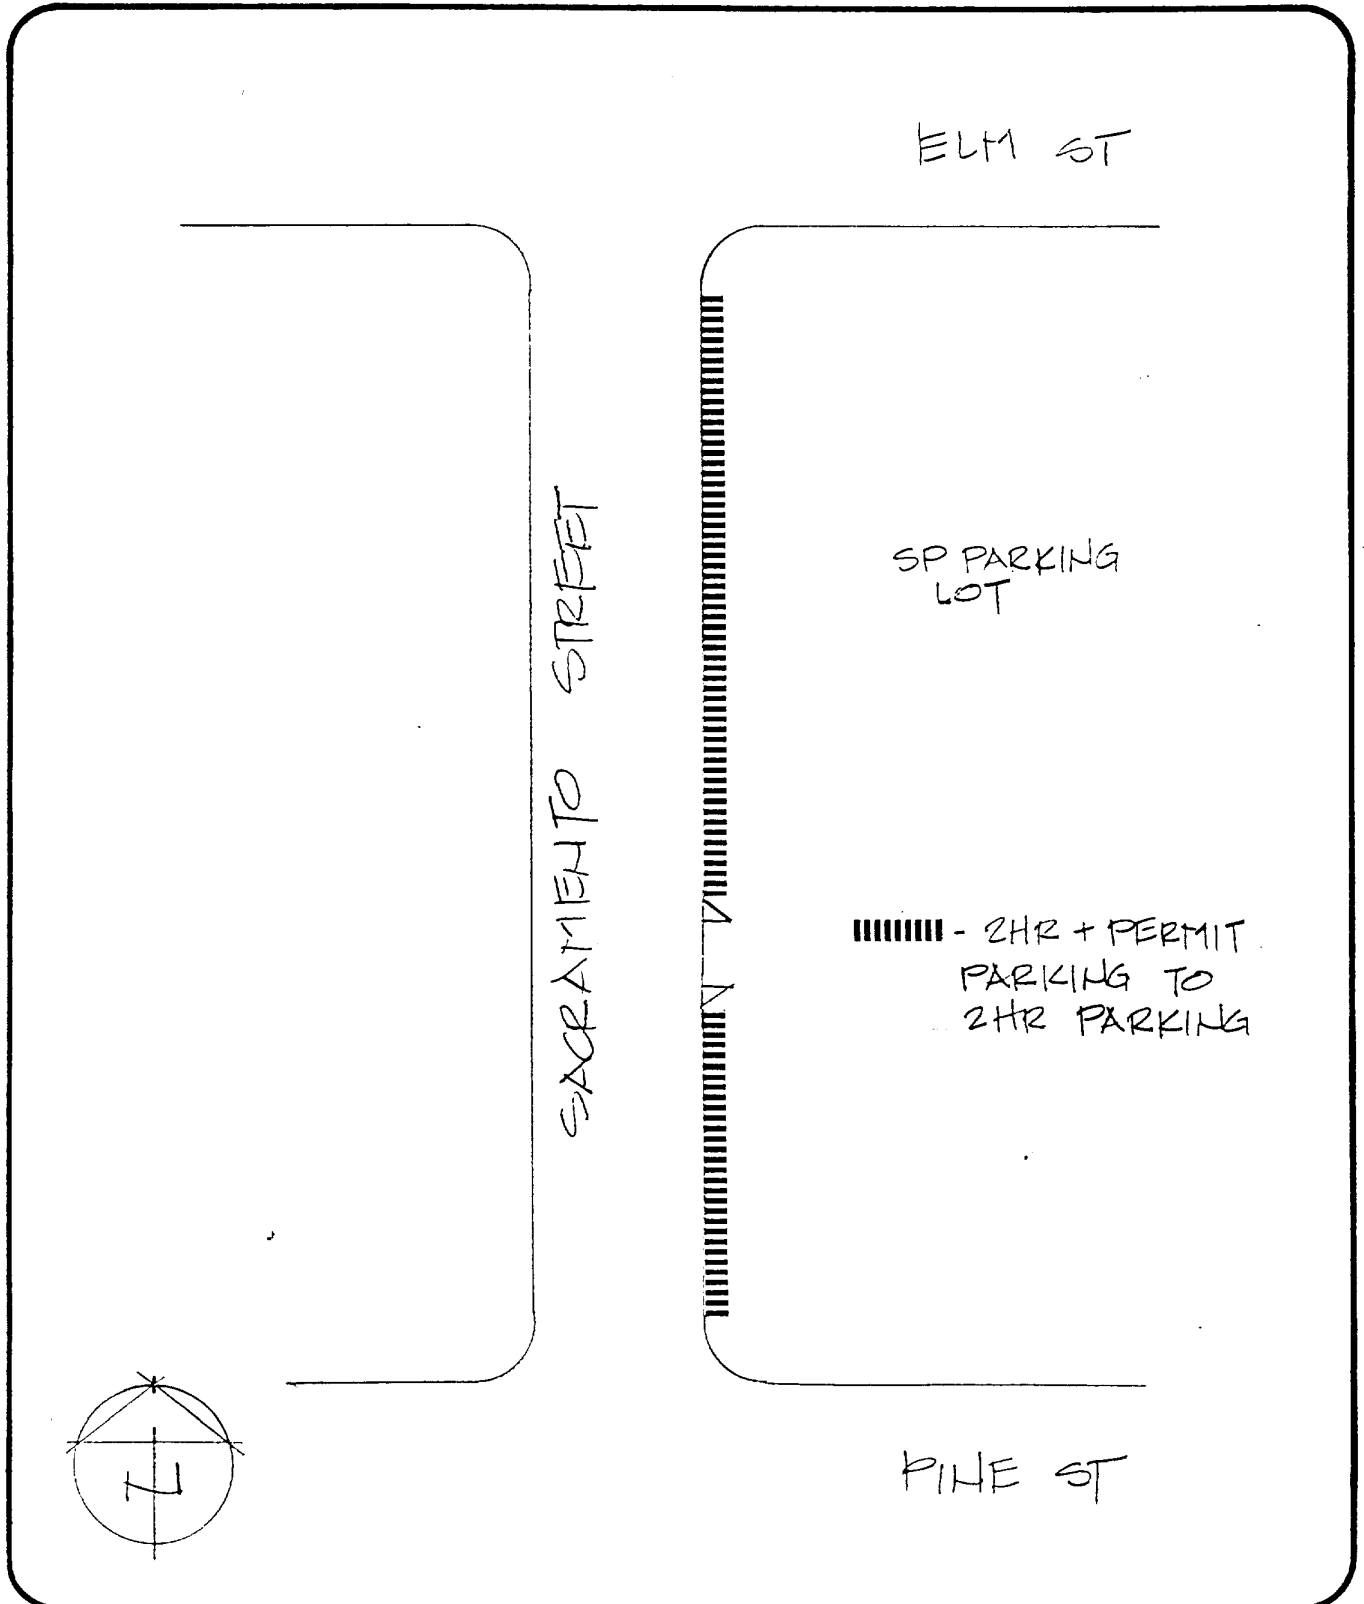 ELM ST
SACRAMENTO STREET
SP PARKING
LOT
- 2HR + PERMIT
PARKING TO
2HR PARKING
N
PINE ST